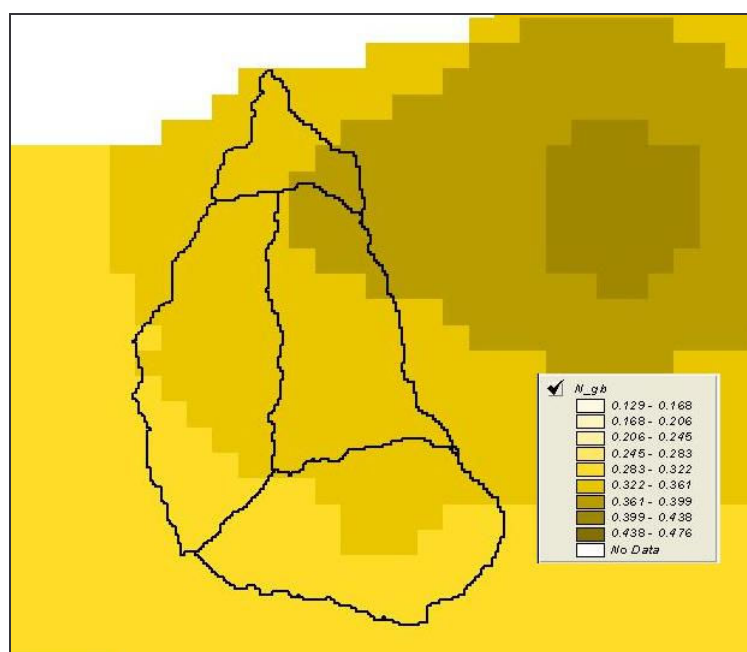 N_gb
0.129 - 0.168
0.168 - 0.206
0.206 - 0.245
0.245 - 0.283
0.283 - 0.322
0.322 - 0.361
0.361 - 0.399
0.399 - 0.438
0.438 - 0.476
No Data